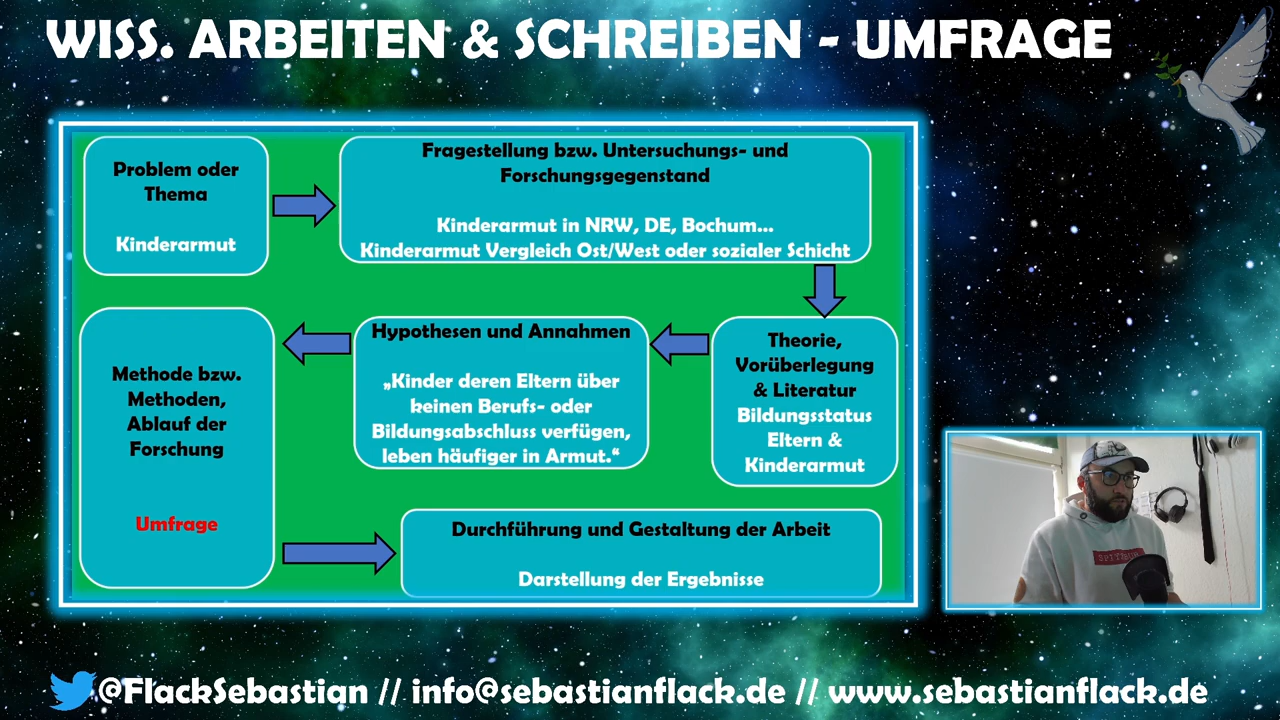 WISS. ARBEITEN & SCHREIBEN - UMFRAGE
Problem oder
Thema
Kinderarmut
Fragestellung bzw. Untersuchungs- und
Forschungsgegenstand
Kinderarmut in NRW, DE, Bochum...
Kinderarmut Vergleich Ost/West oder sozialer Schicht
Theorie,
Vorüberlegung
& Literatur
Bildungsstatus
Eltern &
Kinderarmut
Hypothesen und Annahmen
„Kinder deren Eltern über
keinen Berufs- oder
Bildungsabschluss verfügen,
leben häufiger in Armut.“
Methode bzw.
Methoden,
Ablauf der
Forschung
Umfrage
Durchführung und Gestaltung der Arbeit
Darstellung der Ergebnisse
@FlackSebastian // info@sebastianflack.de // www.sebastianflack.de